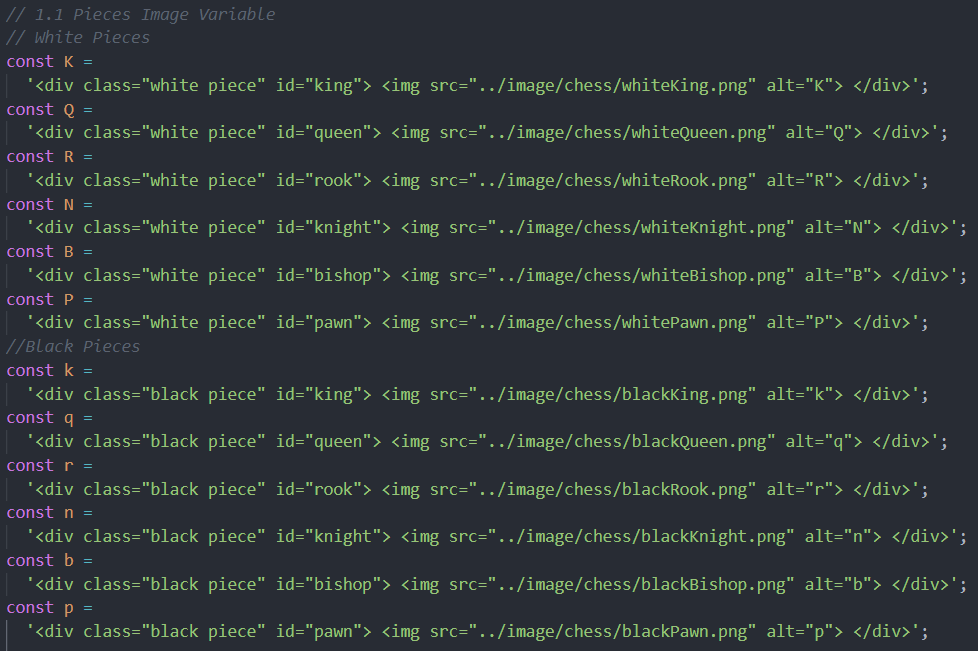 // 1.1 Pieces Image Variable
// White Pieces
const K =
'<div class="white piece" id="king"> <img src="../image/chess/whiteKing.png" alt="K"> </div>';
const Q =
'<div class="white piece" id="queen"> <img src="../image/chess/whiteQueen.png" alt="Q"> </div>';
const R =
'<div class="white piece" id="rook"> <img src="../image/chess/whiteRook.png" alt="R"> </div>';
const N =
'<div class="white piece" id="knight"> <img src="../image/chess/whiteKnight.png" alt="N"> </div>';
const B =
'<div class="white piece" id="bishop"> <img src="../image/chess/whiteBishop.png" alt="B"> </div>';
const P =
'<div class="white piece" id="pawn"> <img src="../image/chess/whitePawn.png" alt="P"> </div>';
//Black Pieces
const k =
'<div class="black piece" id="king"> <img src="../image/chess/blackKing.png" alt="k"> </div>';
const q =
'<div class="black piece" id="queen"> <img src="../image/chess/blackQueen.png" alt="q"> </div>';
const r =
'<div class="black piece" id="rook"> <img src="../image/chess/blackRook.png" alt="r"> </div>';
const n =
'<div class="black piece" id="knight"> <img src="../image/chess/blackKnight.png" alt="n"> </div>';
const b =
'<div class="black piece" id="bishop"> <img src="../image/chess/blackBishop.png" alt="b"> </div>';
const p =
'<div class="black piece" id="pawn"> <img src="../image/chess/blackPawn.png" alt="p"> </div>';